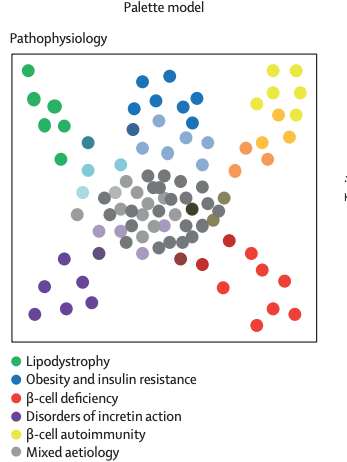 Palette model
Pathophysiology
Lipodystrophy
Obesity and insulin resistance
β-cell deficiency
Disorders of incretin action
β-cell autoimmunity
Mixed aetiology